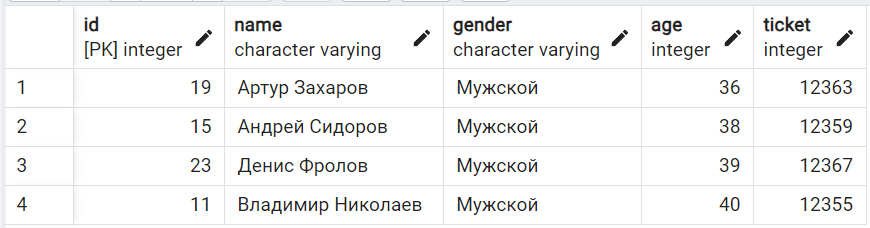 id name gender age ticket
[PK] integer character varying character varying integer integer
1 19 Артур Захаров Мужской 36 12363
2 15 Андрей Сидоров Мужской 38 12359
3 23 Денис Фролов Мужской 39 12367
4 11 Владимир Николаев Мужской 40 12355